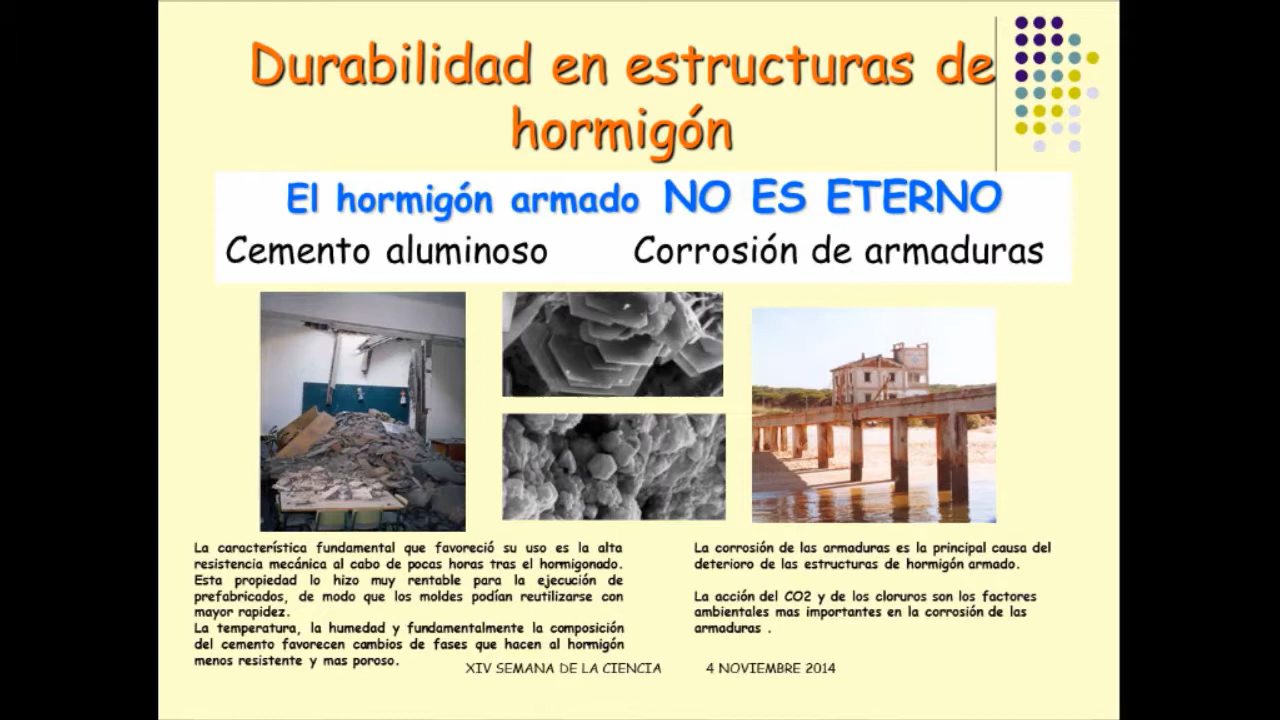 Durabilidad en estructuras de
hormigón
El hormigón armado NO ES ETERNO
Cemento aluminoso
Corrosión de armaduras
La característica fundamental que favoreció su uso es la alta
resistencia mecánica al cabo de pocas horas tras el hormigonado.
Esta propiedad lo hizo muy rentable para la ejecución de
prefabricados, de modo que los moldes podían reutilizarse con
mayor rapidez.
La temperatura, la humedad y fundamentalmente la composición
del cemento favorecen cambios de fases que hacen al hormigón
menos resistente y mas poroso.
La corrosión de las armaduras es la principal causa del
deterioro de las estructuras de hormigón armado.
La acción del CO2 y de los cloruros son los factores
ambientales mas importantes en la corrosión de las
armaduras .
XIV SEMANA DE LA CIENCIA
4 NOVIEMBRE 2014